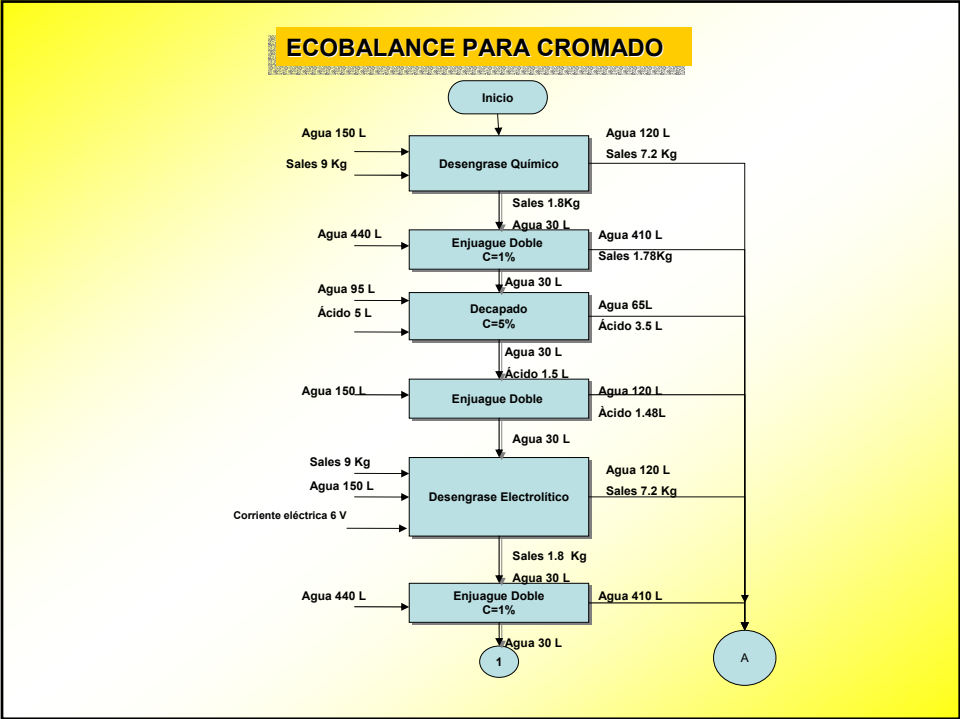 ECOBALANCE PARA CROMADO
Inicio
Agua 150 L
Sales 9 Kg
Desengrase Químico
Agua 120 L
Sales 7.2 Kg
Sales 1.8Kg
Agua 30 L
Agua 440 L
Enjuague Doble
C=1%
Agua 410 L
Sales 1.78Kg
Agua 30 L
Agua 95 L
Ácido 5 L
Decapado
C=5%
Agua 65L
Ácido 3.5 L
Agua 30 L
Ácido 1.5 L
Agua 150 L
Enjuague Doble
Agua 120 L
Àcido 1.48L
Agua 30 L
Sales 9 Kg
Agua 150 L
Corriente eléctrica 6 V
Desengrase Electrolítico
Agua 120 L
Sales 7.2 Kg
Sales 1.8 Kg
Agua 30 L
Agua 440 L
Enjuague Doble
C=1%
Agua 410 L
Agua 30 L
1
A